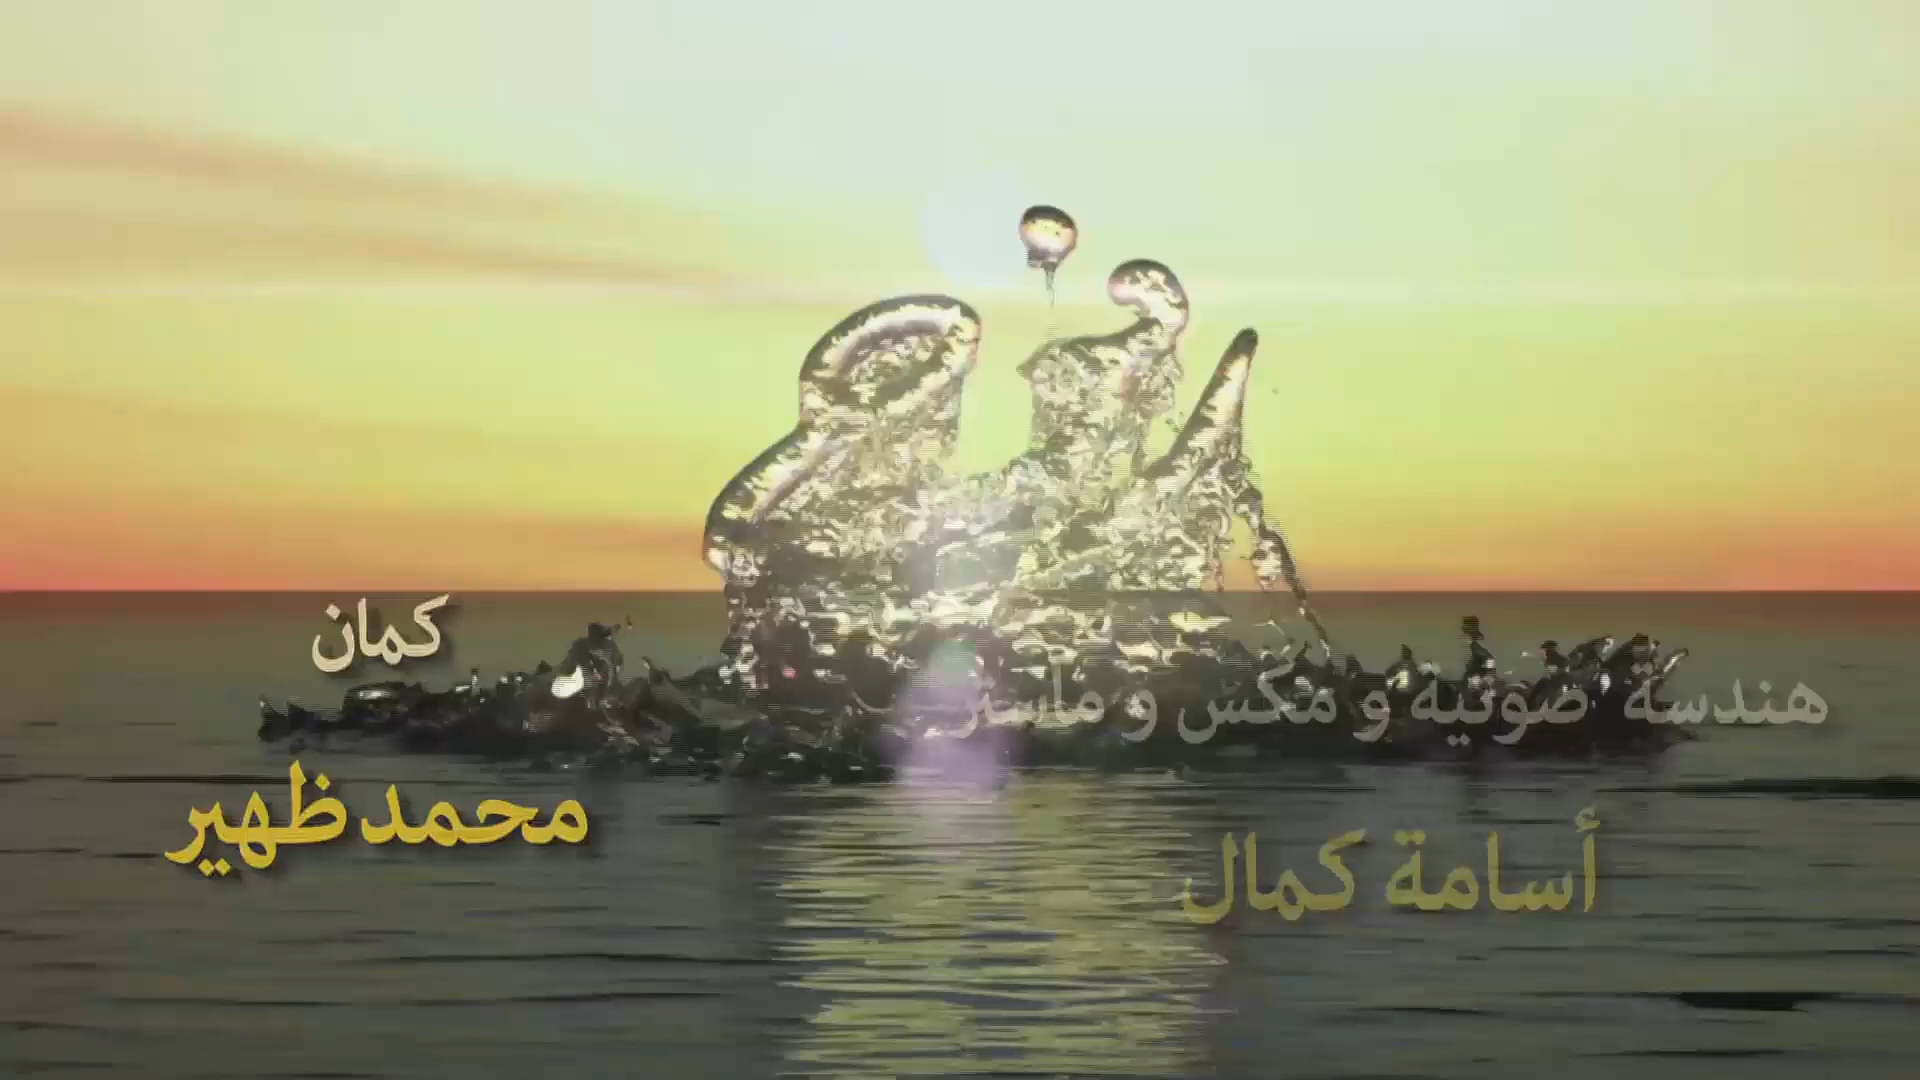 كمان
محمد ظهير
هندسة صوتية و مكس و ماستر
أسامة كمال